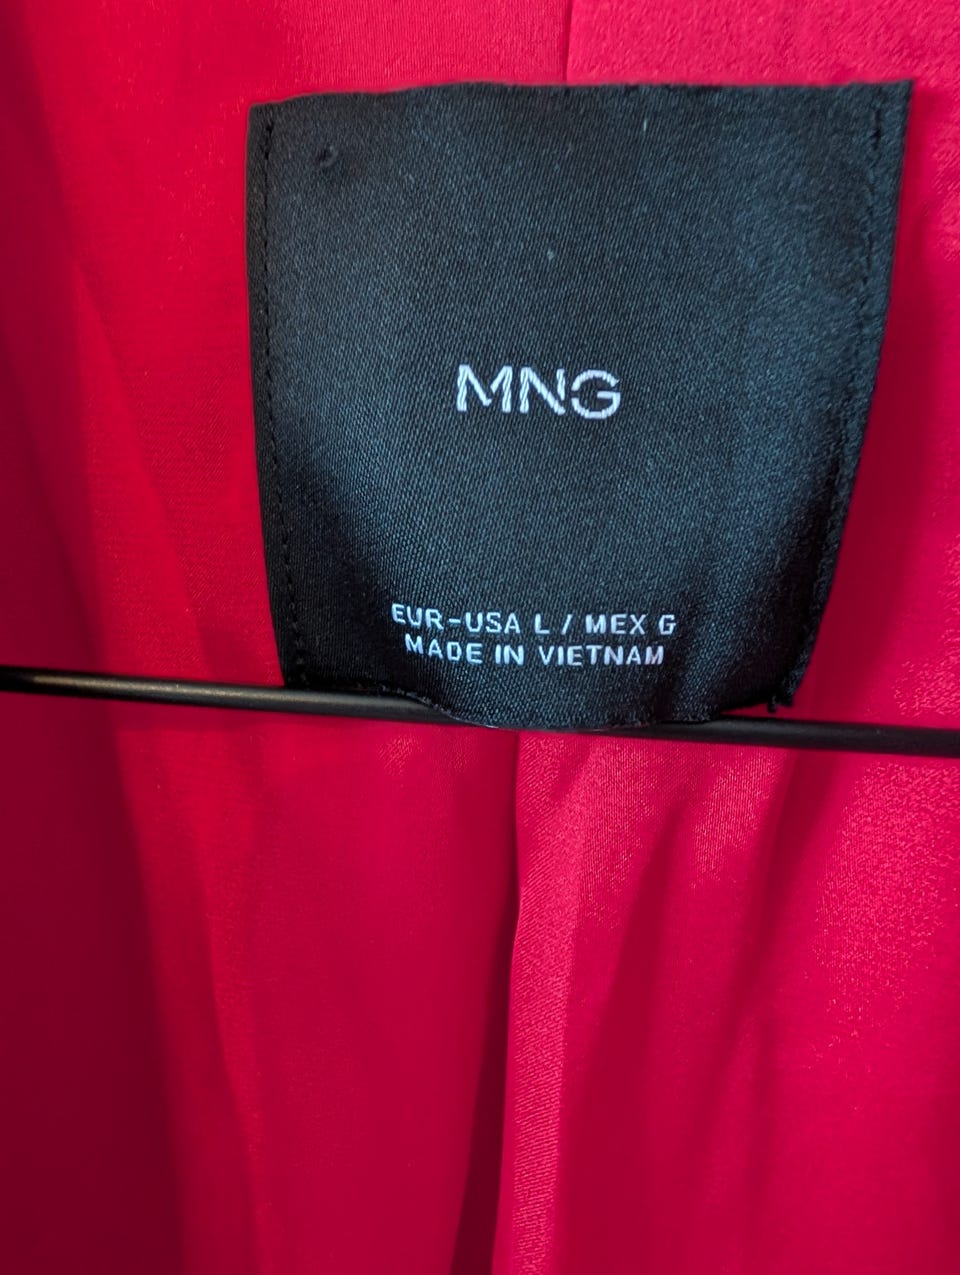 MNG
EUR-USA L / MEX G
MADE IN VIETNAM